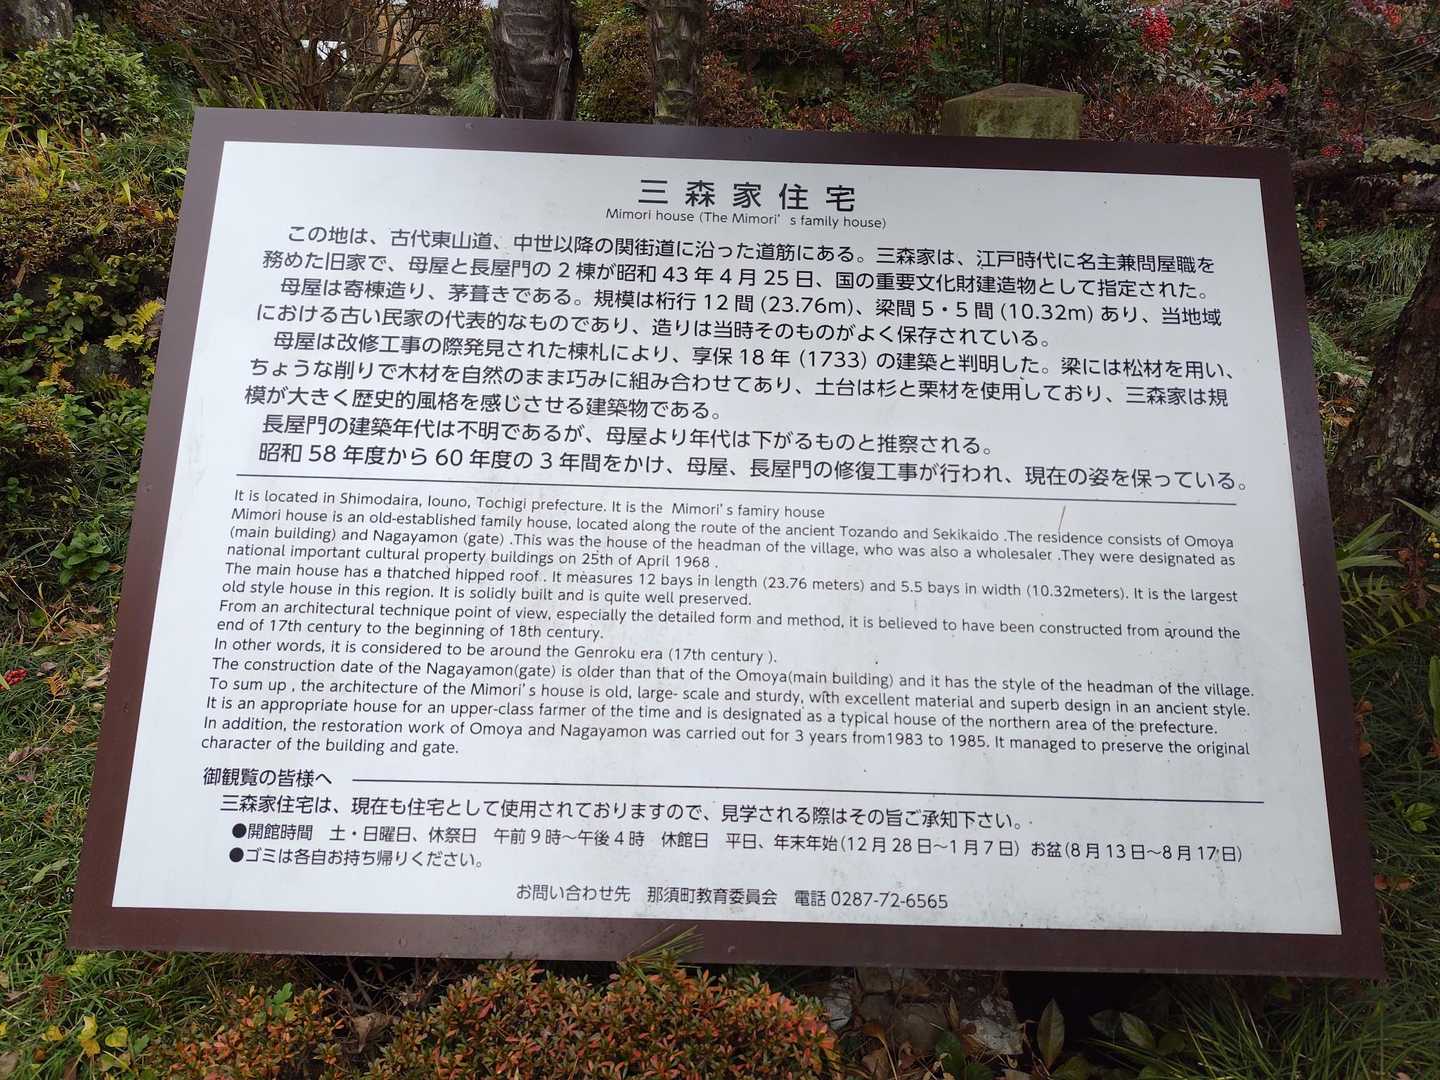 三森家住宅
Mimori house (The Mimori's family house)
この地は、古代東山道、中世以降の関街道に沿った道筋にある。三森家は、江戸時代に名主兼問屋職を
務めた旧家で、母屋と長屋門の2棟が昭和43年4月25日、国の重要文化財建造物として指定された。
母屋は寄棟造り、茅葺きである。規模は桁行12間(23.76m)、梁間5・5間(10.32m)あり、当地域
における古い民家の代表的なものであり、造りは当時そのものがよく保存されている。
母屋は改修工事の際発見された棟札により、享保18年(1733)の建築と判明した。梁には松材を用い、
ちょうな削りで木材を自然のまま巧みに組み合わせてあり、土台は杉と栗材を使用しており、三森家は規
模が大きく歴史的風格を感じさせる建築物である。
長屋門の建築年代は不明であるが、母屋より年代は下がるものと推察される。
昭和58年度から60年度の3年間をかけ、母屋、長屋門の修復工事が行われ、現在の姿を保っている。
It is located in Shimodaira, Iouno, Tochigi prefecture. It is the Mimori's famiry house
Mimori house is an old-established family house, located along the route of the ancient Tozando and Sekikaido .The residence consists of Omoya
(main building) and Nagayamon (gate) .This was the house of the headman of the village, who was also a wholesaler .They were designated as
national important cultural property buildings on 25th of April 1968 .
The main house has a thatched hipped roof . It measures 12 bays in length (23.76 meters) and 5.5 bays in width (10.32meters). It is the largest
old style house in this region. It is solidly built and is quite well preserved.
From an architectural technique point of view, especially the detailed form and method, it is believed to have been constructed from around the
end of 17th century to the beginning of 18th century.
In other words, it is considered to be around the Genroku era (17th century ).
The construction date of the Nagayamon(gate) is older than that of the Omoya(main building) and it has the style of the headman of the village.
To sum up , the architecture of the Mimori's house is old, large- scale and sturdy, with excellent material and superb design in an ancient style.
It is an appropriate house for an upper-class farmer of the time and is designated as a typical house of the northern area of the prefecture.
In addition, the restoration work of Omoya and Nagayamon was carried out for 3 years from1983 to 1985. It managed to preserve the original
character of the building and gate.
御観覧の皆様へ
三森家住宅は、現在も住宅として使用されておりますので、見学される際はその旨ご承知下さい。
●開館時間 土・日曜日、休祭日 午前9時〜午後4時 休館日 平日、年末年始(12月28日〜1月7日) お盆(8月13日〜8月17日)
●ゴミは各自お持ち帰りください。
お問い合わせ先 那須町教育委員会 電話 0287-72-6565